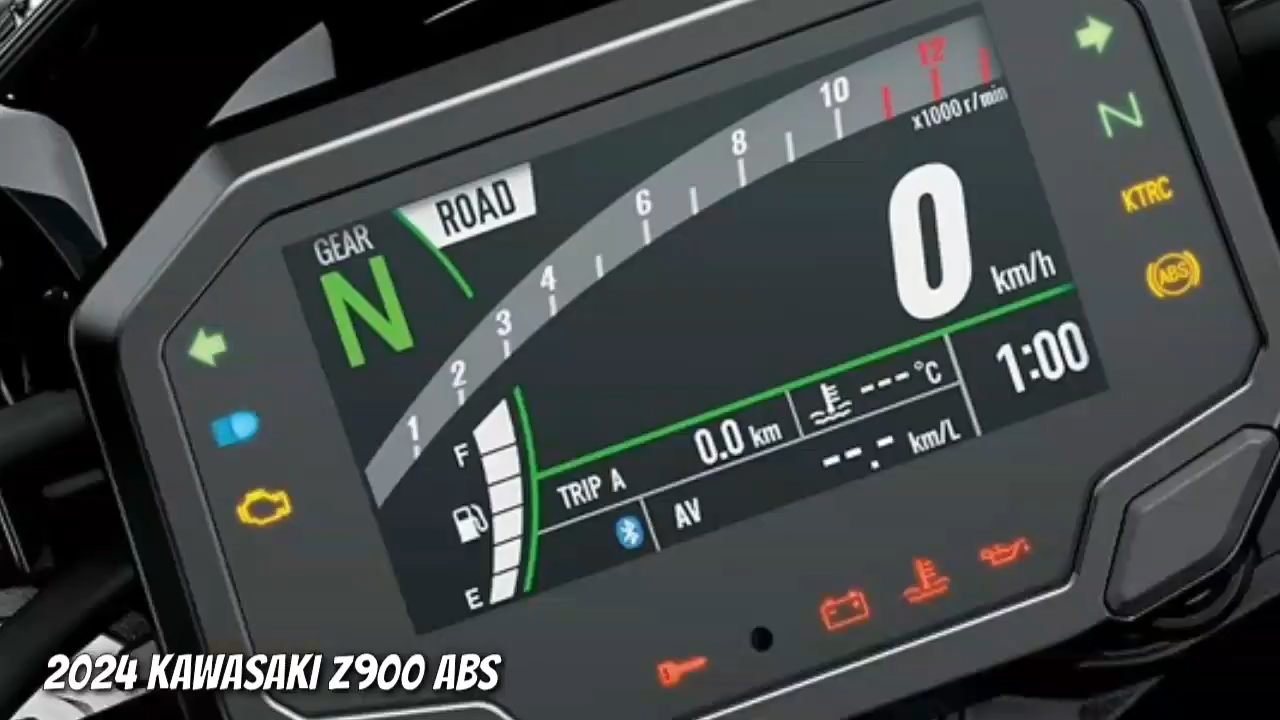 12
10
x1000 r/min
8
6
4
3
2
1
ROAD
GEAR
N
N
KTRC
ABS
0 km/h
1:00
---°C
0.0 km
TRIP A
AV --.- km/L
F
E
2024 KAWASAKI Z900 ABS